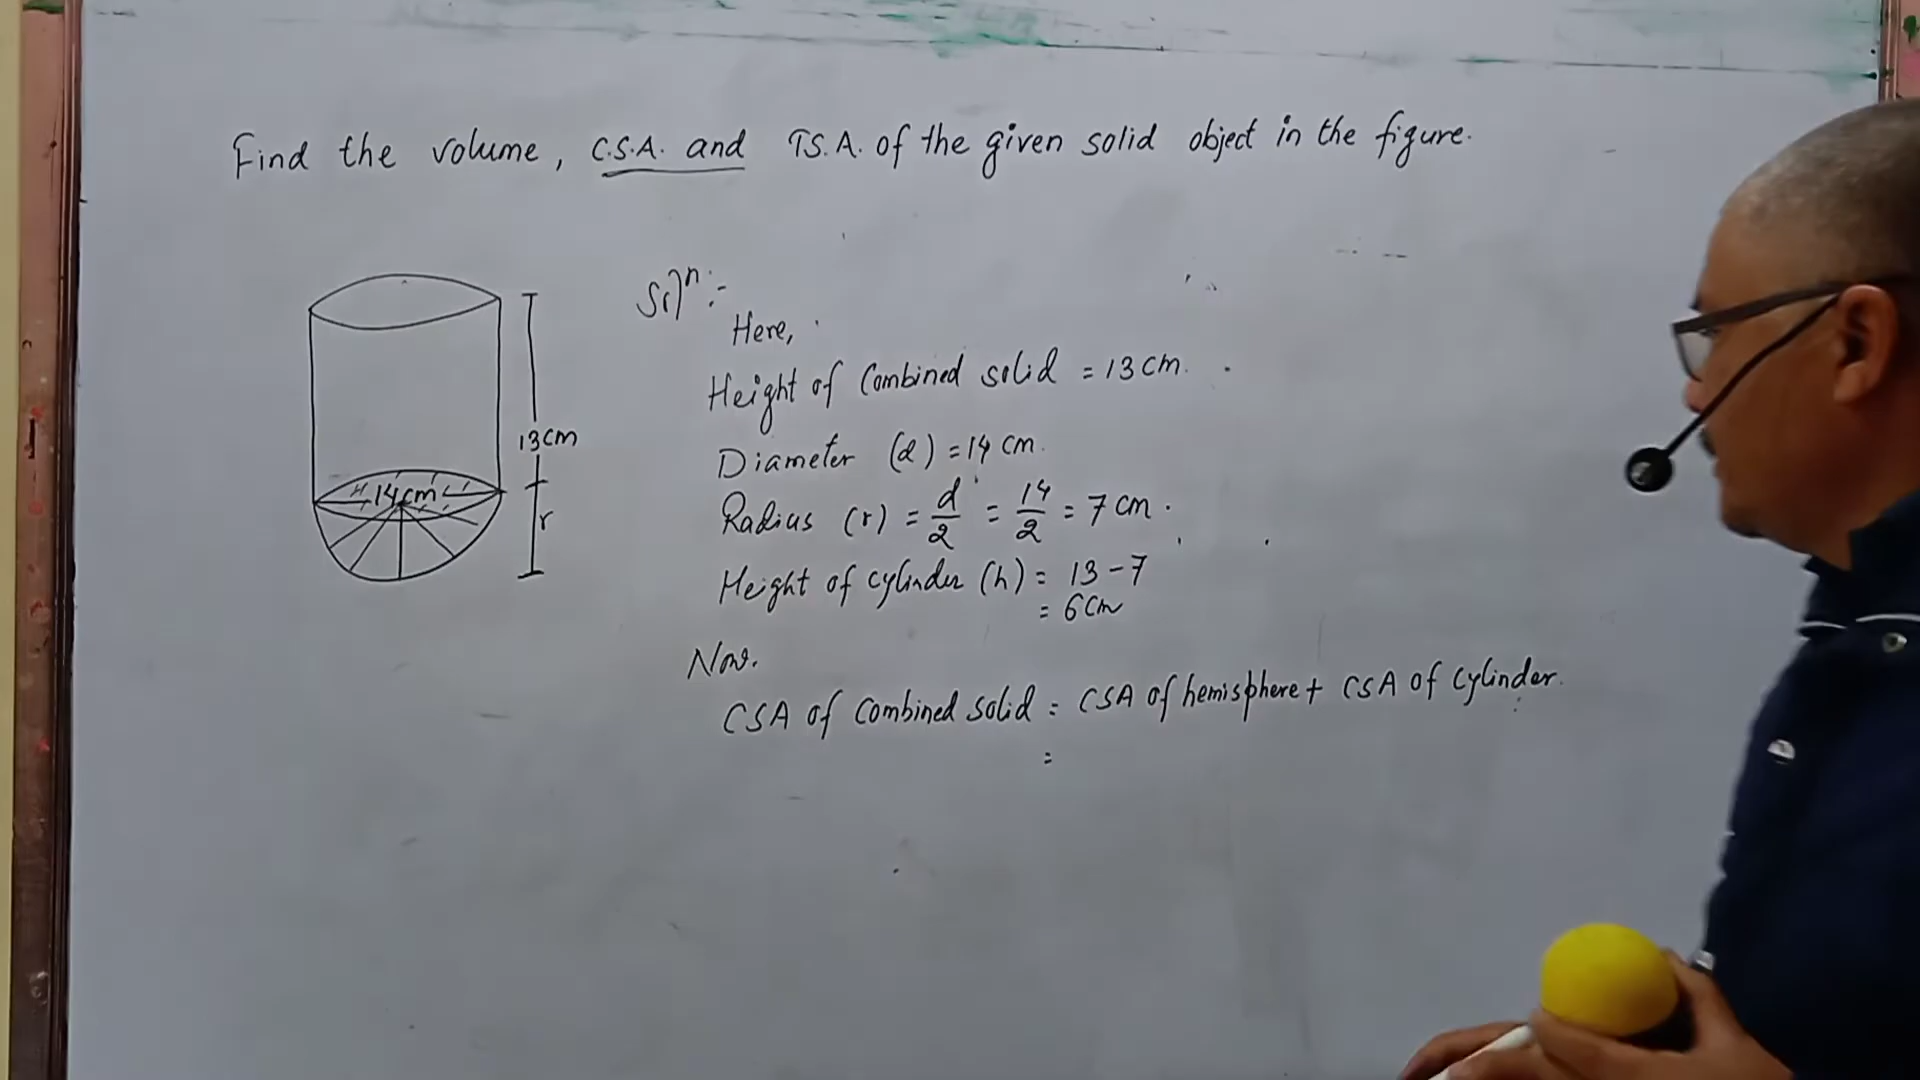 Find the volume, C.S.A. and T.S.A. of the given solid object in the figure.
Sol)ⁿ:-
Here,
Height of Combined solid = 13 cm.
Diameter (d) = 14 cm.
Radius (r) = d/2 = 14/2 = 7 cm.
Height of cylinder (h) = 13 - 7
= 6 cm
Now.
CSA of Combined solid = CSA of hemisphere + CSA of Cylinder.
=
13cm
14cm
r